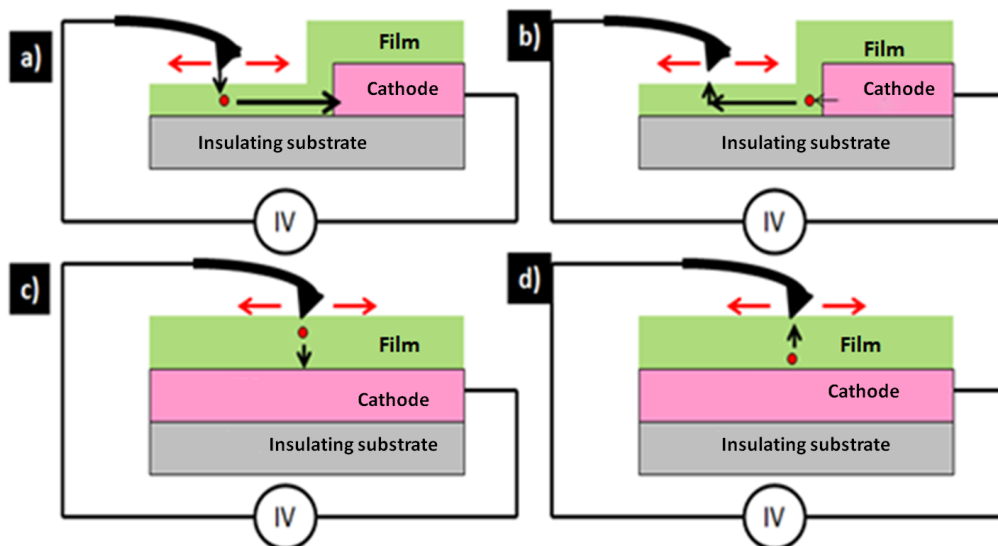 a)
Film
Cathode
Insulating substrate
IV
b)
Film
Cathode
Insulating substrate
IV
c)
Film
Cathode
Insulating substrate
IV
d)
Film
Cathode
Insulating substrate
IV